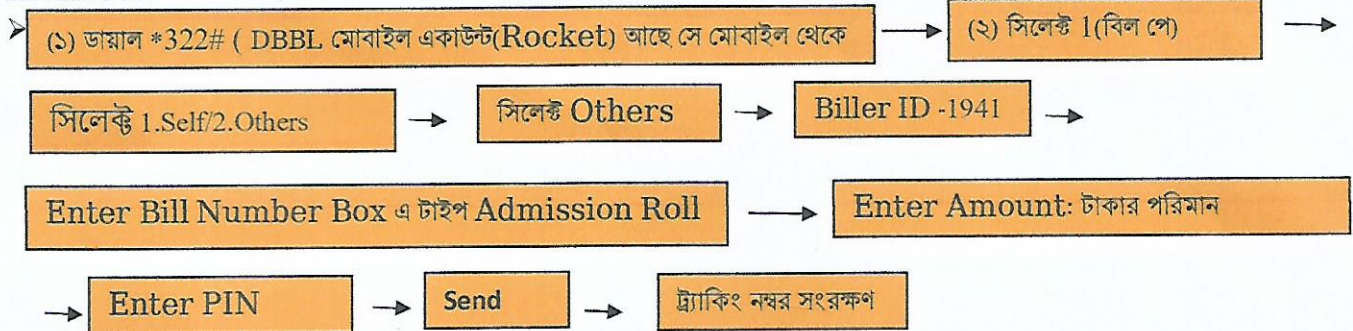 (১) ডায়াল *322# ( DBBL মোবাইল একাউন্ট(Rocket) আছে সে মোবাইল থেকে
(২) সিলেক্ট 1(বিল পে)
সিলেক্ট 1.Self/2.Others
সিলেক্ট Others
Biller ID -1941
Enter Bill Number Box এ টাইপ Admission Roll
Enter Amount: টাকার পরিমান
Enter PIN
Send
ট্র্যাকিং নম্বর সংরক্ষণ